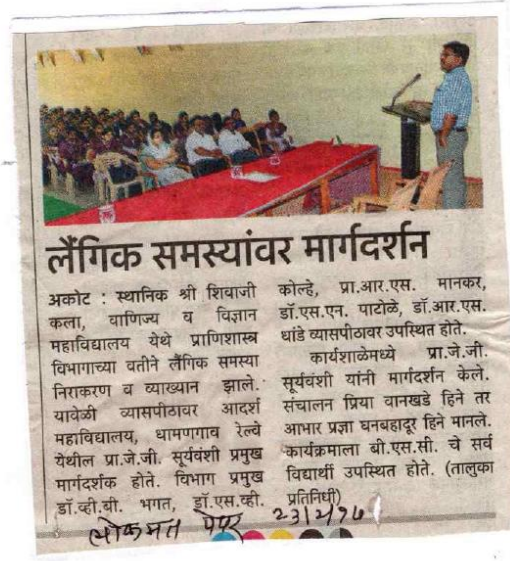 लैंगिक समस्यांवर मार्गदर्शन
अकोट : स्थानिक श्री शिवाजी
कला, वाणिज्य व विज्ञान
महाविद्यालय येथे प्राणिशास्त्र
विभागाच्या वतीने लैंगिक समस्या
निराकरण व व्याख्यान झाले.
यावेळी व्यासपीठावर आदर्श
महाविद्यालय, धामणगाव रेल्वे
येथील प्रा.जे.जी. सूर्यवंशी प्रमुख
मार्गदर्शक होते. विभाग प्रमुख
डॉ.व्ही.बी. भगत, डॉ.एस.व्ही.
कोल्हे, प्रा.आर.एस. मानकर,
डॉ.एस.एन. पाटोळे, डॉ.आर.एस.
धांडे व्यासपीठावर उपस्थित होते.
कार्यशाळेमध्ये प्रा.जे.जी.
सूर्यवंशी यांनी मार्गदर्शन केले.
संचालन प्रिया वानखडे हिने तर
आभार प्रज्ञा घनबहादूर हिने मानले.
कार्यक्रमाला बी.एस.सी. चे सर्व
विद्यार्थी उपस्थित होते. (तालुका
प्रतिनिधी)
लोकमत पेपर